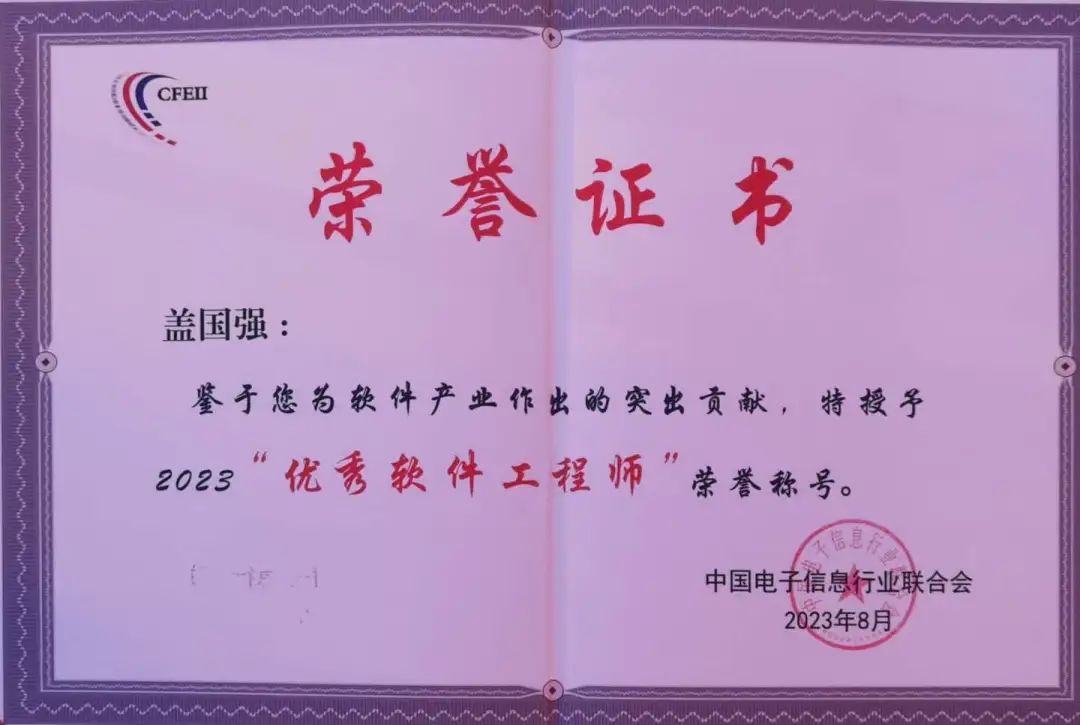 CFEII
荣誉证书
盖国强：
鉴于您为软件产业作出的突出贡献，特授予
2023“优秀软件工程师”荣誉称号。
中国电子信息行业联合会
2023年8月